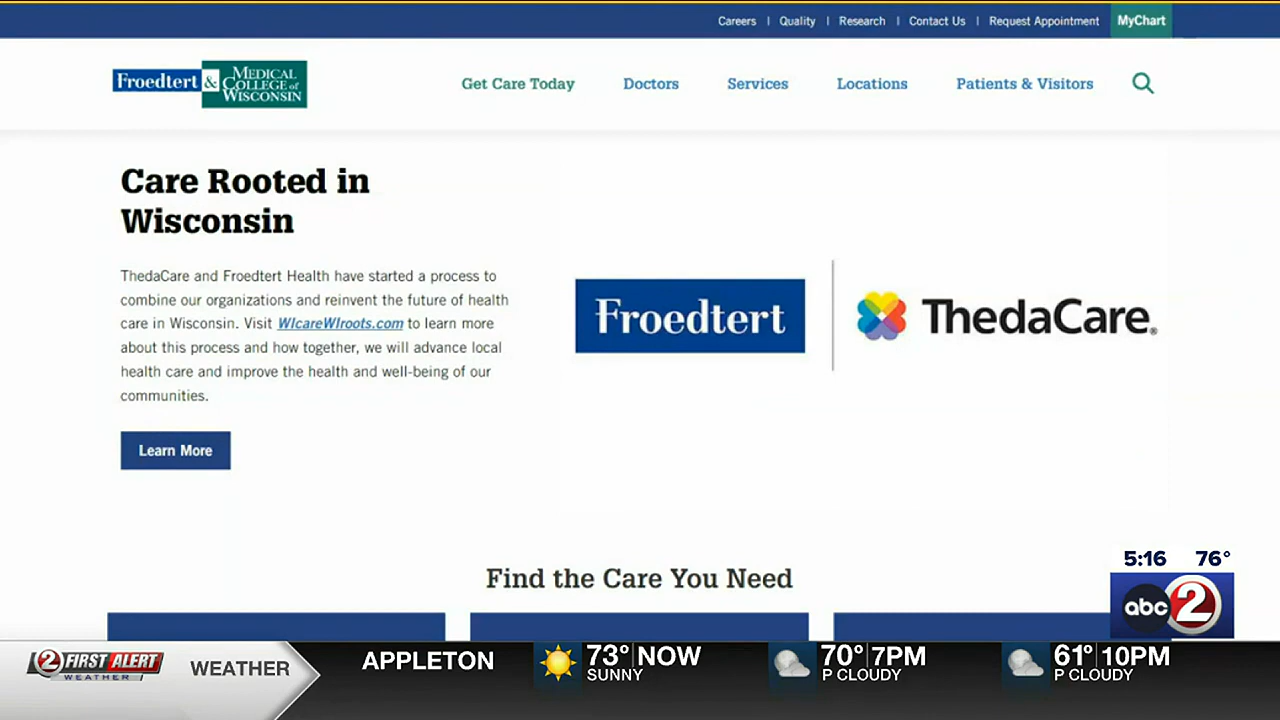 Careers | Quality | Research | Contact Us | Request Appointment MyChart
Froedtert & MEDICAL COLLEGE of WISCONSIN
Get Care Today Doctors Services Locations Patients & Visitors
Care Rooted in
Wisconsin
ThedaCare and Froedtert Health have started a process to
combine our organizations and reinvent the future of health
care in Wisconsin. Visit WIcareWIroots.com to learn more
about this process and how together, we will advance local
health care and improve the health and well-being of our
communities.
Learn More
Froedtert
ThedaCare®
Find the Care You Need
5:16 76°
abc 2
2 FIRST ALERT
WEATHER
WEATHER
APPLETON
73° NOW
SUNNY
70° 7PM
P CLOUDY
61° 10PM
P CLOUDY